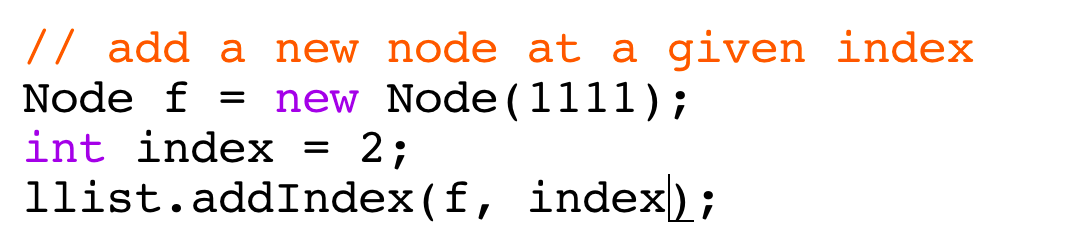 // add a new node at a given index
Node f = new Node(1111);
int index = 2;
llist.addIndex(f, index);